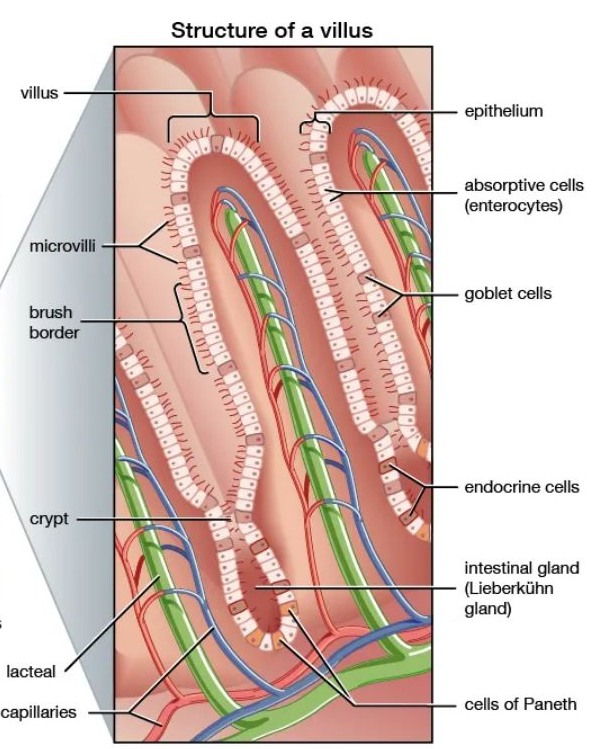 Structure of a villus
villus
epithelium
absorptive cells
(enterocytes)
microvilli
goblet cells
brush
border
endocrine cells
crypt
intestinal gland
(Lieberkühn
gland)
s
lacteal
cells of Paneth
capillaries